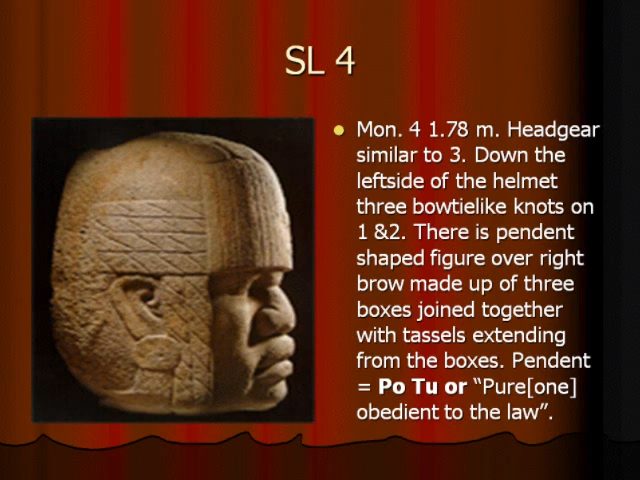 SL 4
Mon. 4 1.78 m. Headgear
similar to 3. Down the
leftside of the helmet
three bowtielike knots on
1 &2. There is pendent
shaped figure over right
brow made up of three
boxes joined together
with tassels extending
from the boxes. Pendent
= Po Tu or “Pure[one]
obedient to the law”.